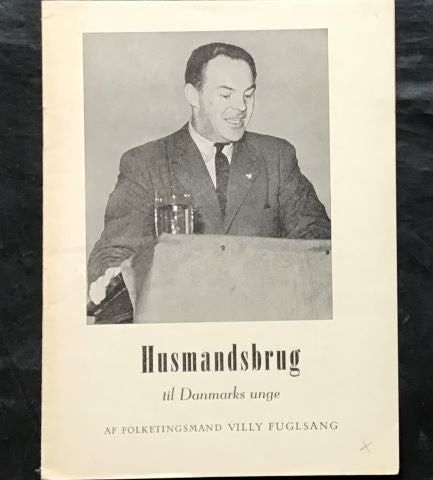 Husmandsbrug
til Danmarks unge
AF FOLKETINGSMAND VILLY FUGLSANG